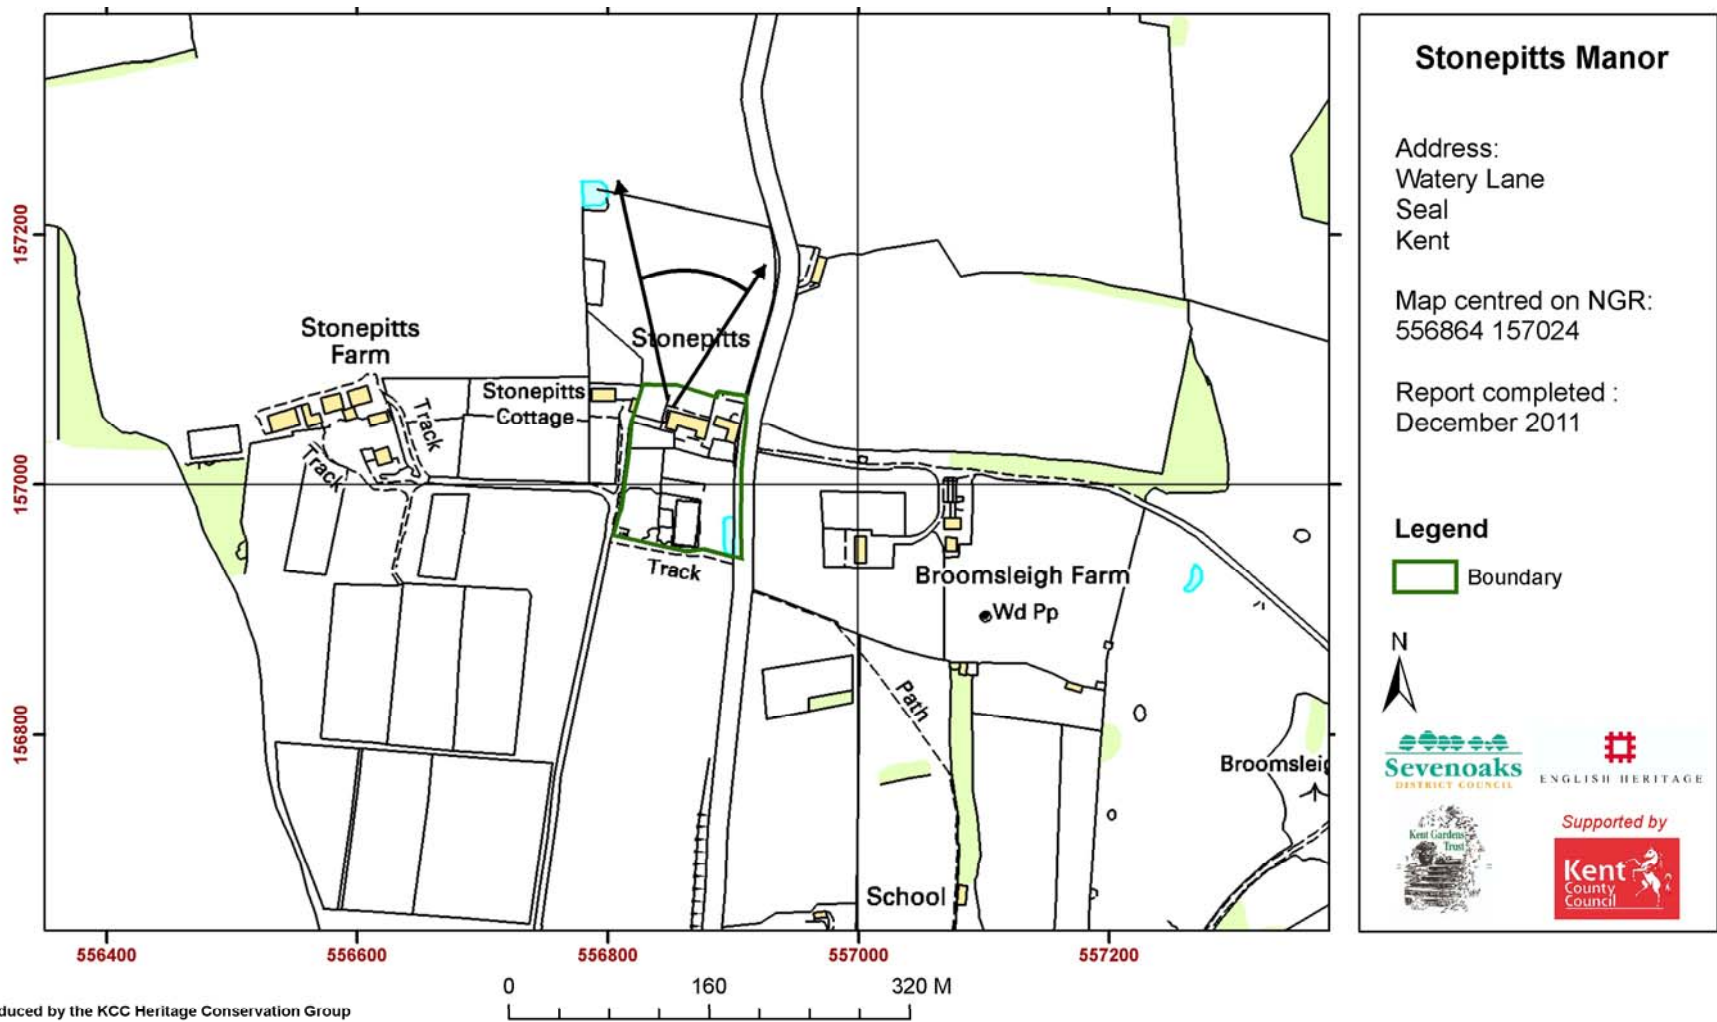 Stonepitts Manor
Address:
Watery Lane
Seal
Kent
Map centred on NGR:
556864 157024
Report completed :
December 2011
Legend
Boundary
N
Sevenoaks
DISTRICT COUNCIL
ENGLISH HERITAGE
Kent Gardens
Trust
Supported by
Kent
County
Council
157200
157000
156800
Stonepitts
Farm
Stonepitts
Stonepitts
Cottage
Track
Track
Track
Broomsleigh Farm
Wd Pp
Path
Broomsleig
School
556400
556600
556800
557000
557200
0
160
320 M
duced by the KCC Heritage Conservation Group